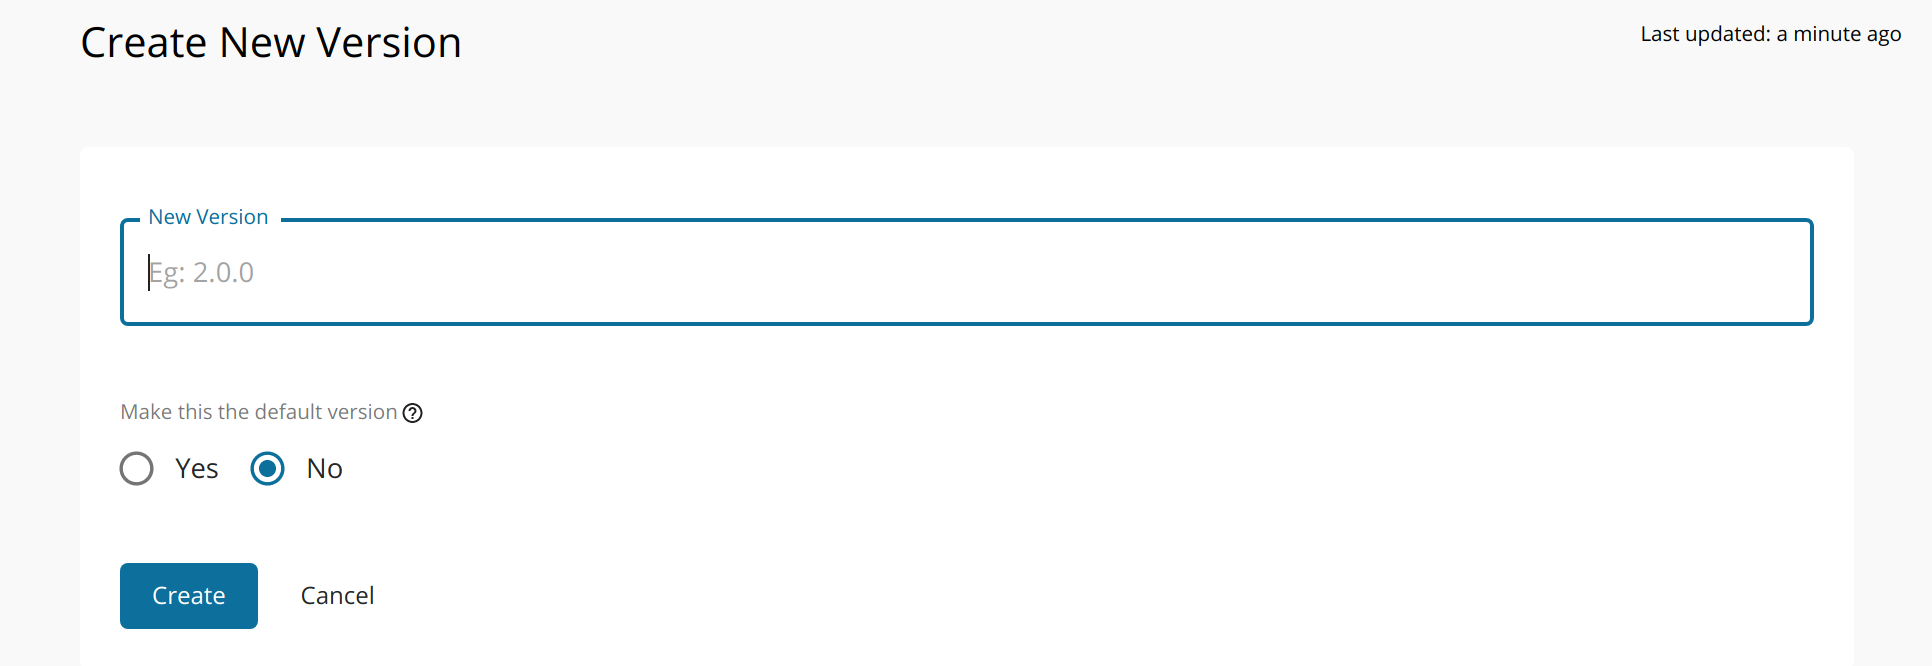 Create New Version
Last updated: a minute ago
New Version
Eg: 2.0.0
Make this the default version
Yes No
Create Cancel